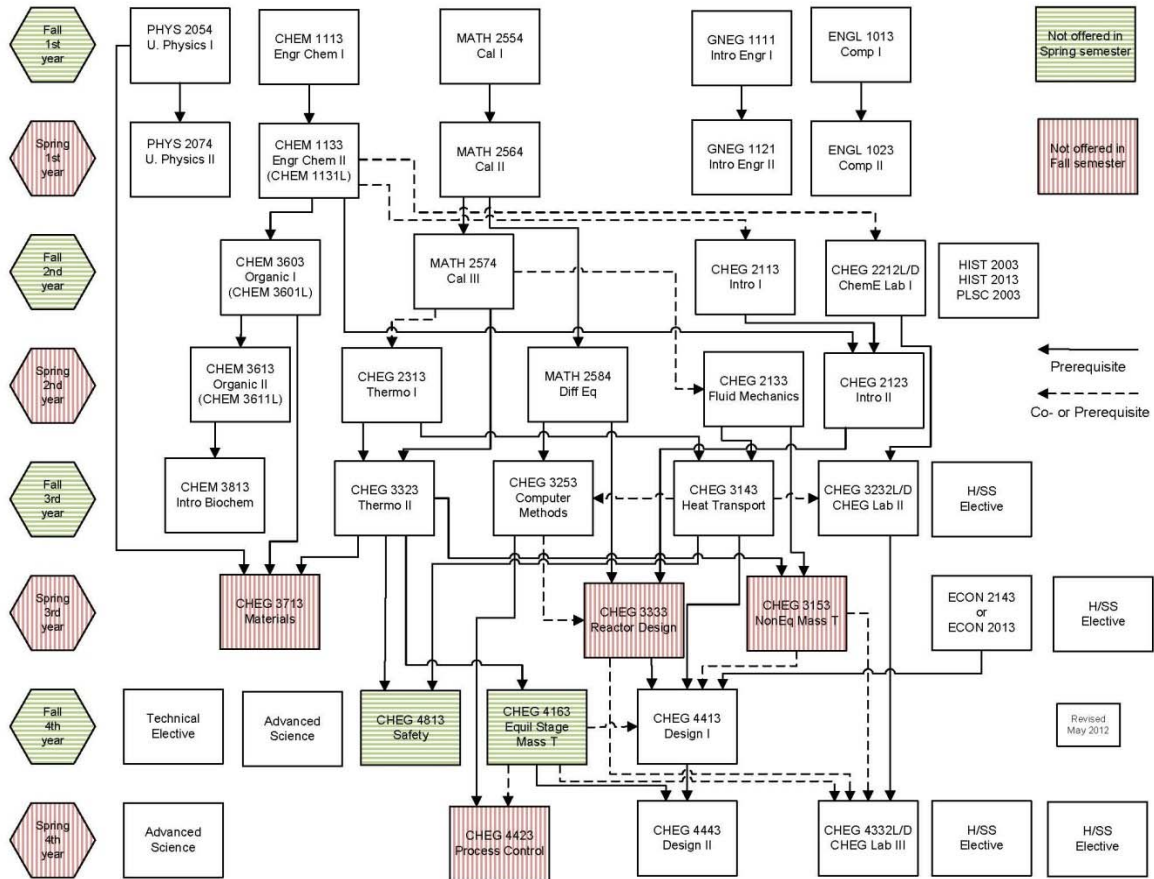 Fall
1st
year
PHYS 2054
U. Physics I
CHEM 1113
Engr Chem I
MATH 2554
Cal I
GNEG 1111
Intro Engr I
ENGL 1013
Comp I
Not offered in
Spring semester
Spring
1st
year
PHYS 2074
U. Physics II
CHEM 1133
Engr Chem II
(CHEM 1131L)
MATH 2564
Cal II
GNEG 1121
Intro Engr II
ENGL 1023
Comp II
Not offered in
Fall semester
Fall
2nd
year
CHEM 3603
Organic I
(CHEM 3601L)
MATH 2574
Cal III
CHEG 2113
Intro I
CHEG 2212L/D
ChemE Lab I
HIST 2003
HIST 2013
PLSC 2003
Spring
2nd
year
CHEM 3613
Organic II
(CHEM 3611L)
CHEG 2313
Thermo I
MATH 2584
Diff Eq
CHEG 2133
Fluid Mechanics
CHEG 2123
Intro II
Prerequisite
Co- or Prerequisite
Fall
3rd
year
CHEM 3813
Intro Biochem
CHEG 3323
Thermo II
CHEG 3253
Computer
Methods
CHEG 3143
Heat Transport
CHEG 3232L/D
CHEG Lab II
H/SS
Elective
Spring
3rd
year
CHEG 3713
Materials
CHEG 3333
Reactor Design
CHEG 3153
NonEq Mass T
ECON 2143
or
ECON 2013
H/SS
Elective
Fall
4th
year
Technical
Elective
Advanced
Science
CHEG 4813
Safety
CHEG 4163
Equil Stage
Mass T
CHEG 4413
Design I
Revised
May 2012
Spring
4th
year
Advanced
Science
CHEG 4423
Process Control
CHEG 4443
Design II
CHEG 4332L/D
CHEG Lab III
H/SS
Elective
H/SS
Elective